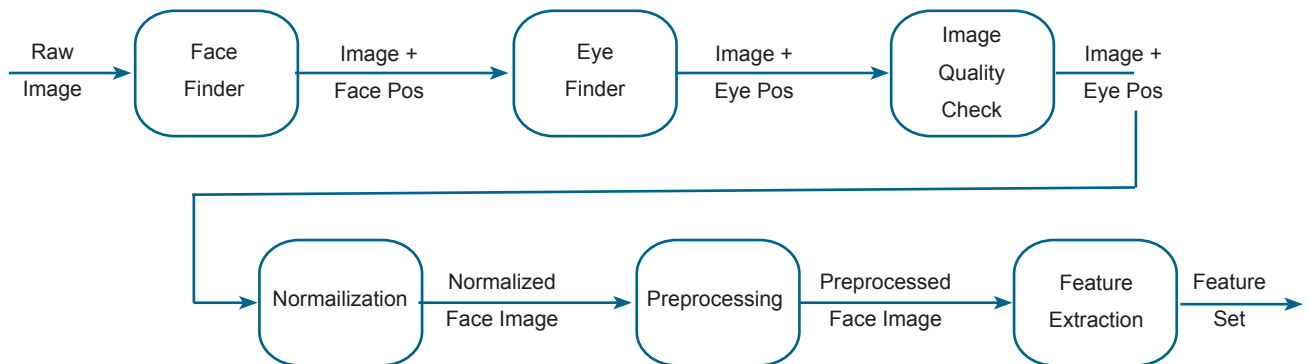 Raw
Image
Face
Finder
Image +
Face Pos
Eye
Finder
Image +
Eye Pos
Image
Quality
Check
Image +
Eye Pos
Normailization
Normalized
Face Image
Preprocessing
Preprocessed
Face Image
Feature
Extraction
Feature
Set